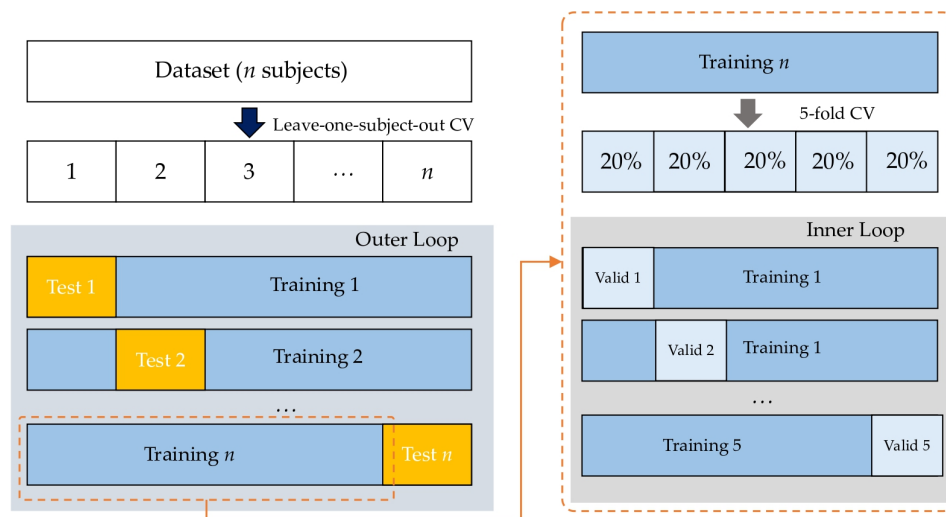 Dataset (n subjects)
Leave-one-subject-out CV
1 2 3 ... n
Outer Loop
Test 1 Training 1
Test 2 Training 2
...
Training n Test n
Training n
5-fold CV
20% 20% 20% 20% 20%
Inner Loop
Valid 1 Training 1
Valid 2 Training 1
...
Training 5 Valid 5